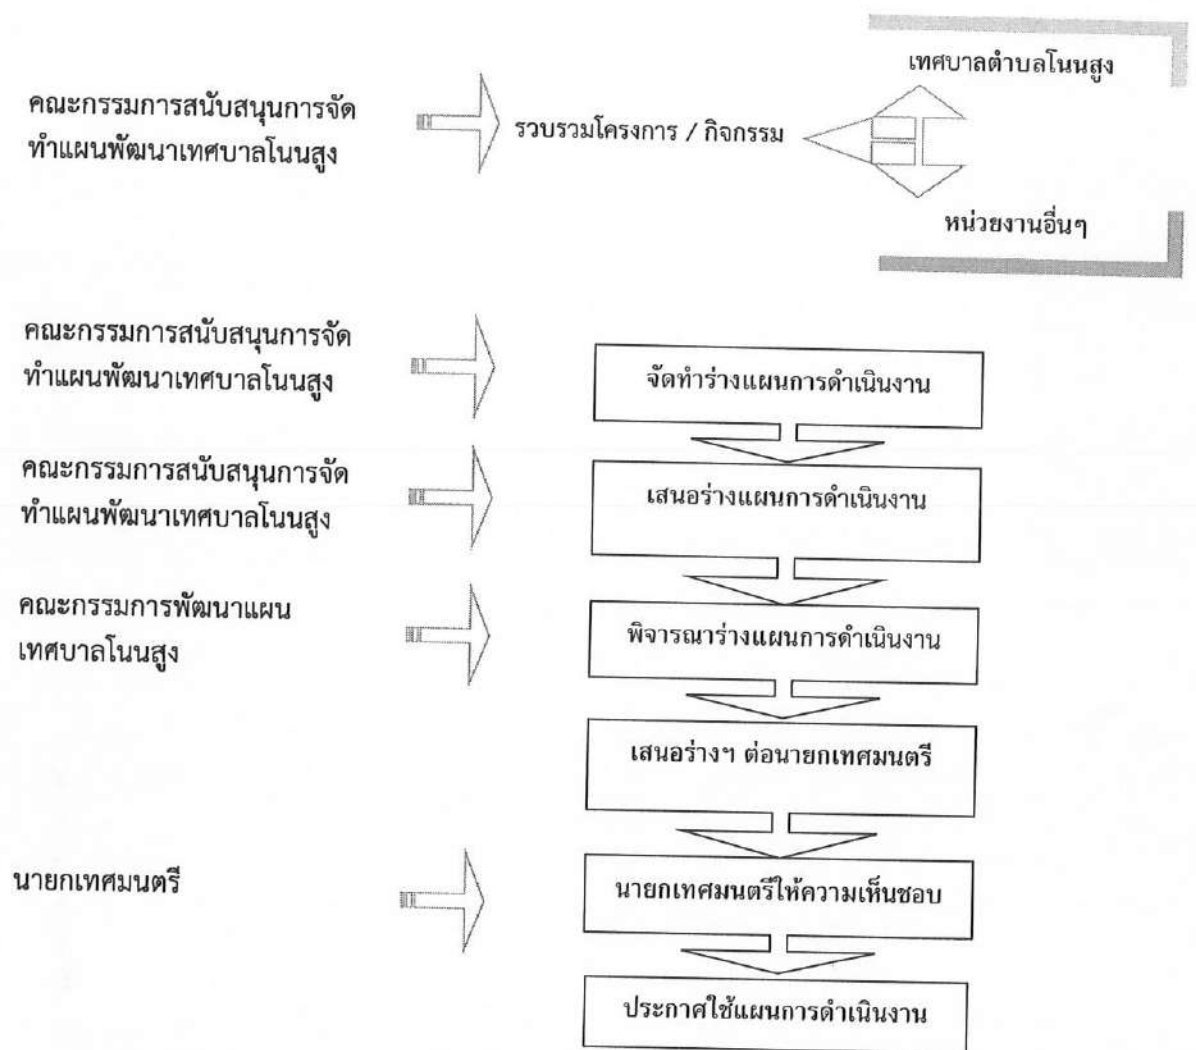 เทศบาลตำบลโนนสูง
คณะกรรมการสนับสนุนการจัด
ทำแผนพัฒนาเทศบาลโนนสูง
รวบรวมโครงการ / กิจกรรม
หน่วยงานอื่นๆ
คณะกรรมการสนับสนุนการจัด
ทำแผนพัฒนาเทศบาลโนนสูง
จัดทำร่างแผนการดำเนินงาน
คณะกรรมการสนับสนุนการจัด
ทำแผนพัฒนาเทศบาลโนนสูง
เสนอร่างแผนการดำเนินงาน
คณะกรรมการพัฒนาแผน
เทศบาลโนนสูง
พิจารณาร่างแผนการดำเนินงาน
เสนอร่างฯ ต่อนายกเทศมนตรี
นายกเทศมนตรี
นายกเทศมนตรีให้ความเห็นชอบ
ประกาศใช้แผนการดำเนินงาน